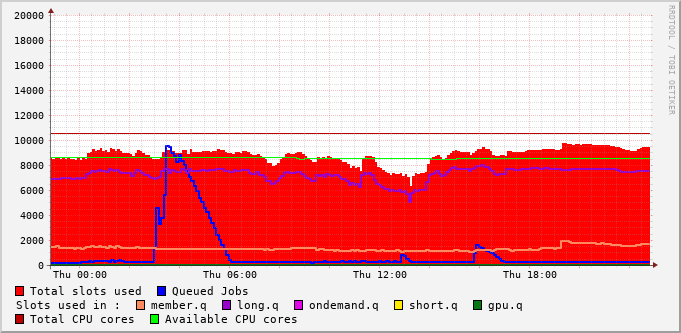 RRDTOOL / TOBI OETIKER
20000
18000
16000
14000
12000
10000
8000
6000
4000
2000
0
Thu 00:00 Thu 06:00 Thu 12:00 Thu 18:00
Total slots used Queued Jobs
Slots used in : member.q long.q ondemand.q short.q gpu.q
Total CPU cores Available CPU cores